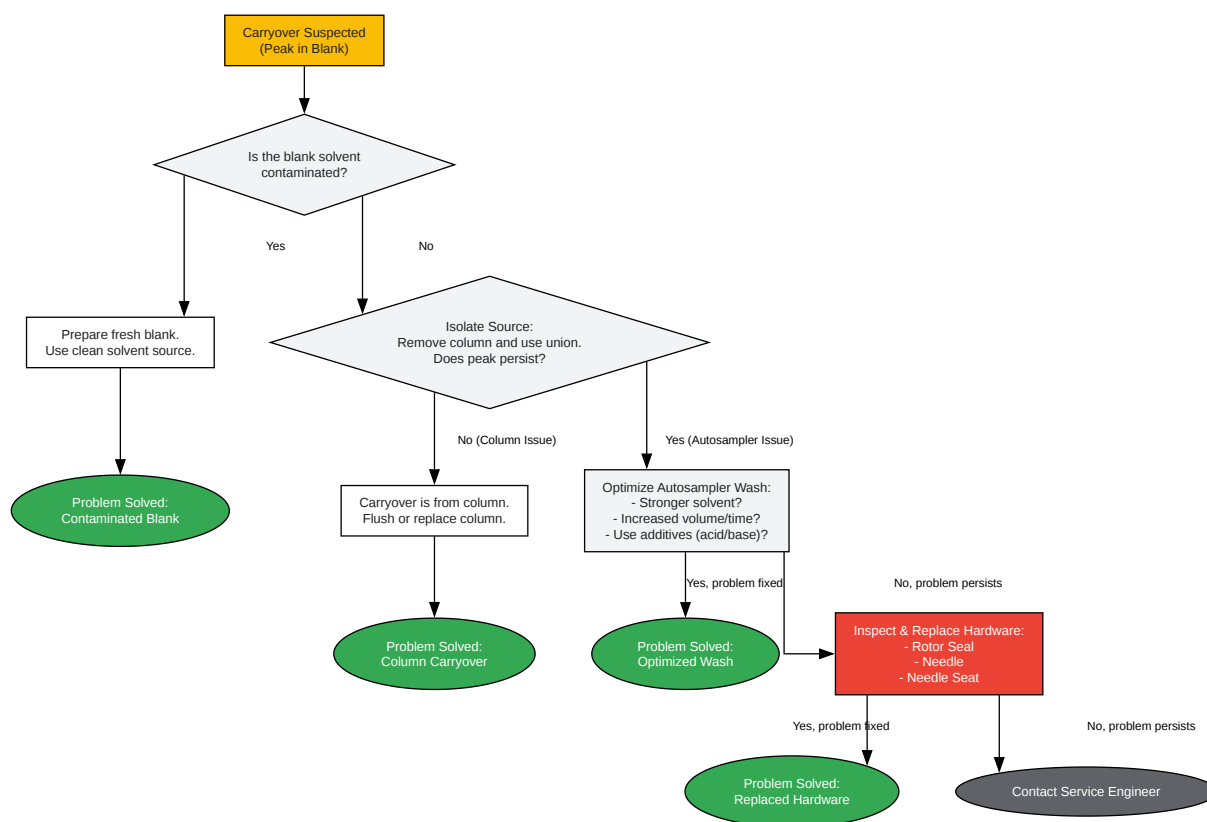 Carryover Suspected
(Peak in Blank)
Is the blank solvent
contaminated?
Yes
No
Prepare fresh blank.
Use clean solvent source.
Isolate Source:
Remove column and use union.
Does peak persist?
No (Column Issue)
Yes (Autosampler Issue)
Problem Solved:
Contaminated Blank
Carryover is from column.
Flush or replace column.
Optimize Autosampler Wash:
- Stronger solvent?
- Increased volume/time?
- Use additives (acid/base)?
Yes, problem fixed
No, problem persists
Problem Solved:
Column Carryover
Problem Solved:
Optimized Wash
Inspect & Replace Hardware:
- Rotor Seal
- Needle
- Needle Seat
Yes, problem fixed
No, problem persists
Problem Solved:
Replaced Hardware
Contact Service Engineer